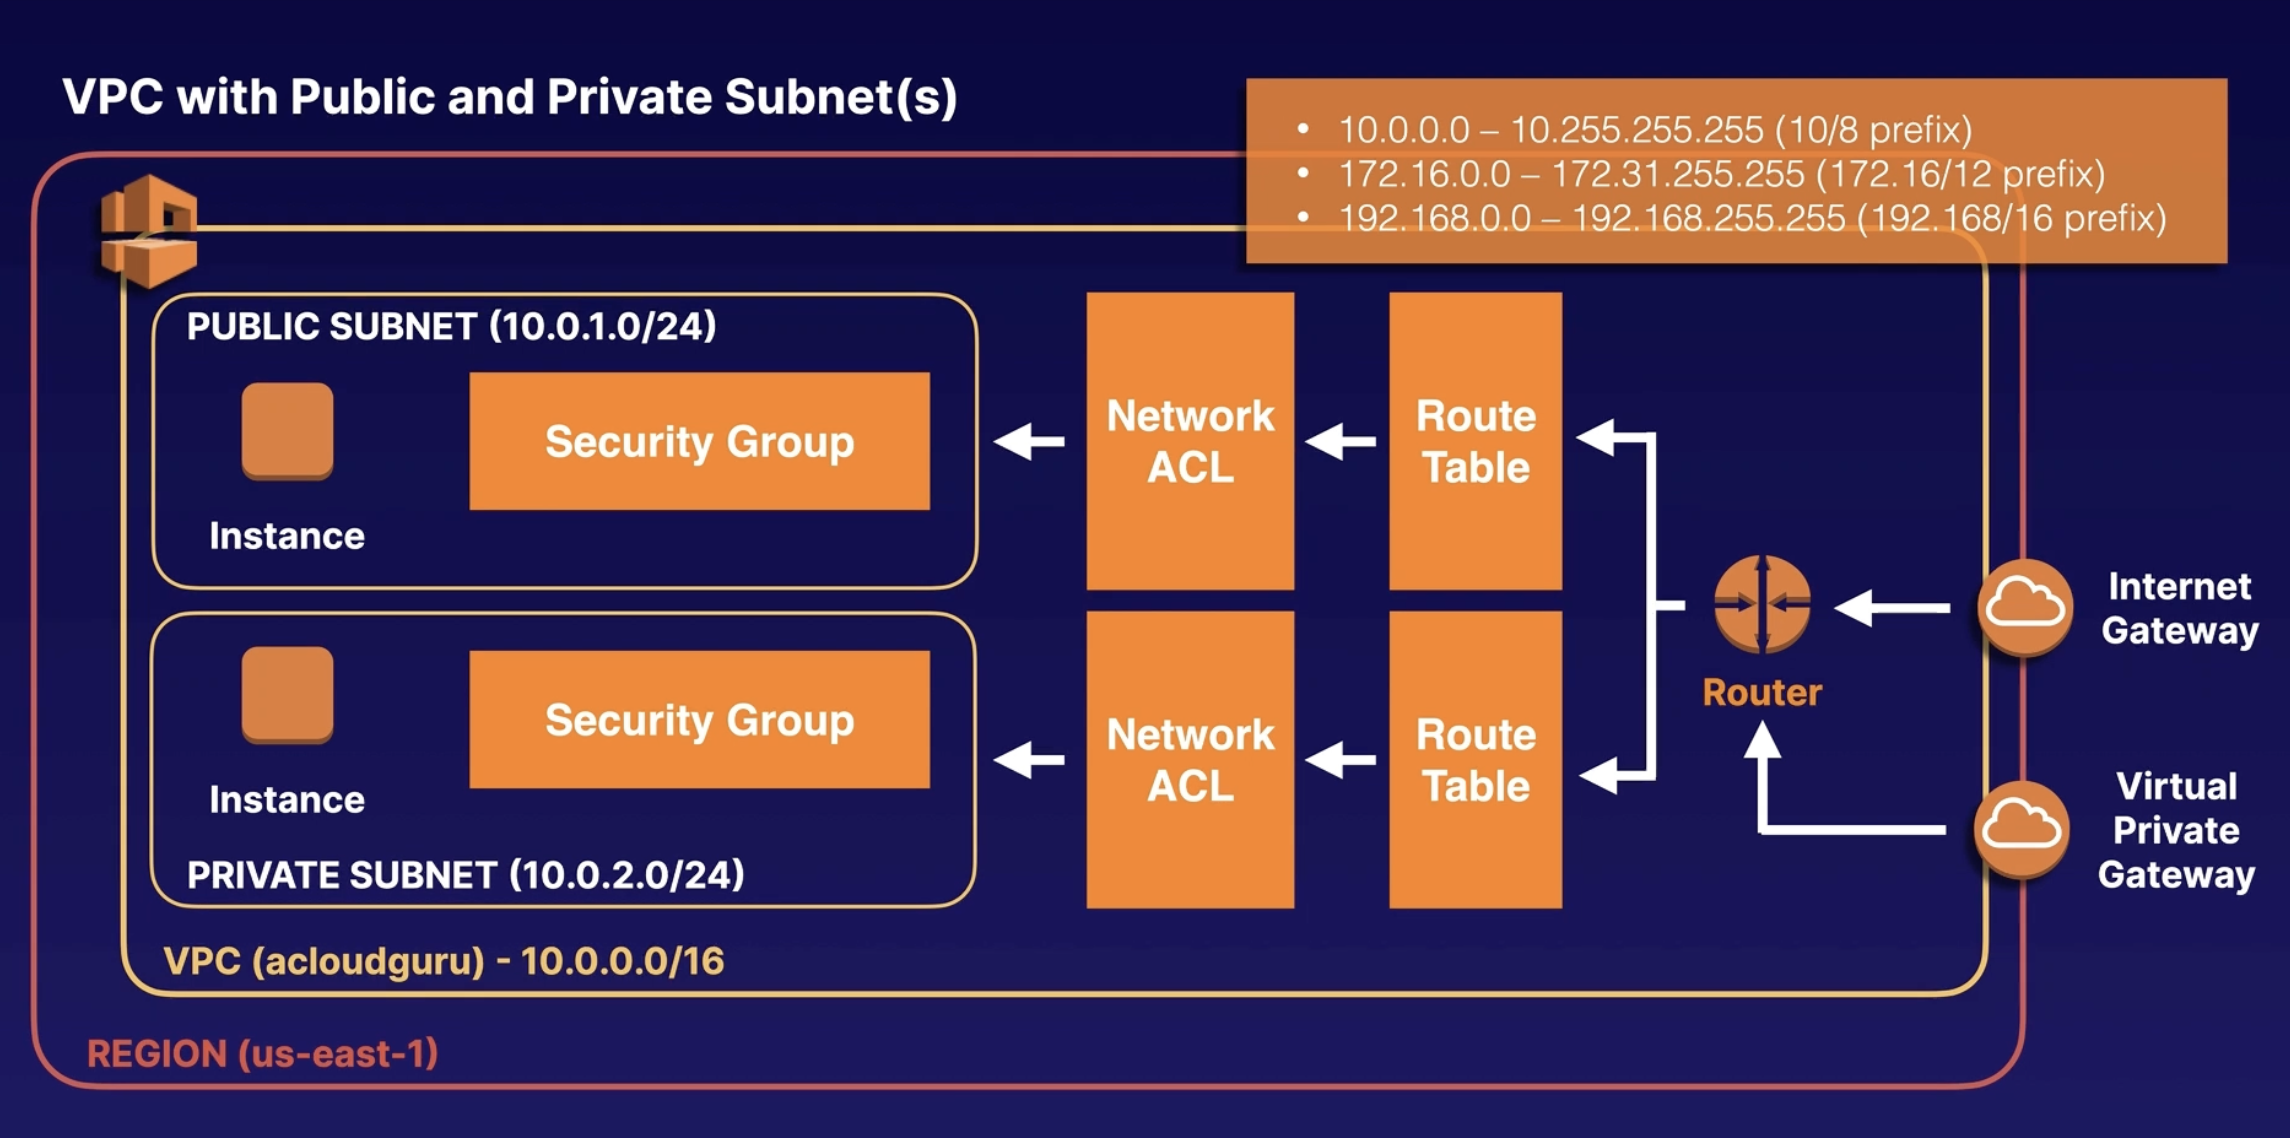 VPC with Public and Private Subnet(s)
• 10.0.0.0 – 10.255.255.255 (10/8 prefix)
• 172.16.0.0 – 172.31.255.255 (172.16/12 prefix)
• 192.168.0.0 – 192.168.255.255 (192.168/16 prefix)
PUBLIC SUBNET (10.0.1.0/24)
Instance
Security Group
Network
ACL
Route
Table
Instance
Security Group
PRIVATE SUBNET (10.0.2.0/24)
Network
ACL
Route
Table
Router
Internet
Gateway
Virtual
Private
Gateway
VPC (acloudguru) - 10.0.0.0/16
REGION (us-east-1)